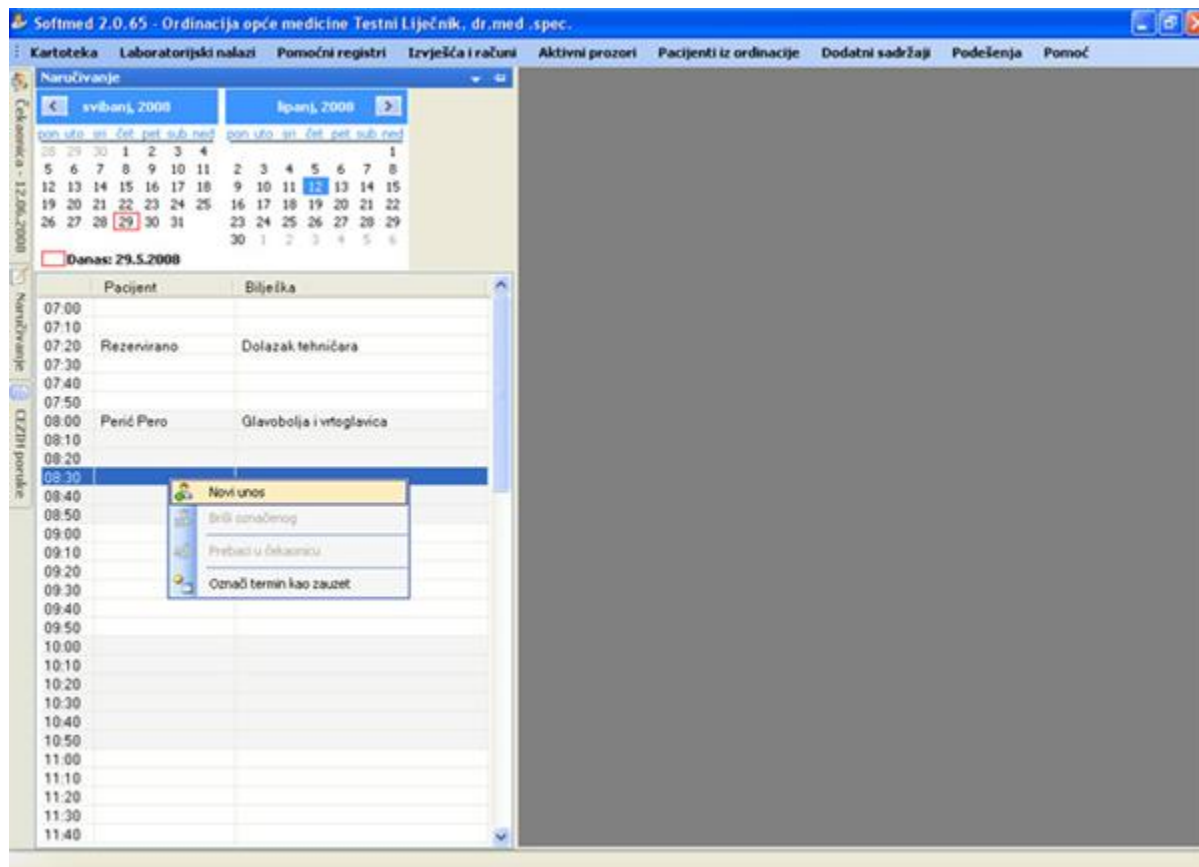 Softmed 2.0.65 - Ordinacija opće medicine Testni Liječnik, dr.med .spec.
Kartoteka Laboratorijski nalazi Pomoćni registri Izvješća i računi Aktivni prozori Pacijenti iz ordinacije Dodatni sadržaji Podešenja Pomoć
Čekaonica - 12.06.2008
Naručivanje
CEZIH poruke
Naručivanje
svibanj, 2008 lipanj, 2008
pon uto sri čet pet sub ned pon uto sri čet pet sub ned
28 29 30 1 2 3 4 1
5 6 7 8 9 10 11 2 3 4 5 6 7 8
12 13 14 15 16 17 18 9 10 11 12 13 14 15
19 20 21 22 23 24 25 16 17 18 19 20 21 22
26 27 28 29 30 31 23 24 25 26 27 28 29
30 1 2 3 4 5 6
Danas: 29.5.2008
Pacijent Bilješka
07:00
07:10
07:20 Rezervirano Dolazak tehničara
07:30
07:40
07:50
08:00 Perić Pero Glavobolja i vrtoglavica
08:10
08:20
08:30
08:40 Novi unos
08:50 Briši označenog
09:00
09:10 Prebaci u čekaonicu
09:20
09:30 Označi termin kao zauzet
09:40
09:50
10:00
10:10
10:20
10:30
10:40
10:50
11:00
11:10
11:20
11:30
11:40